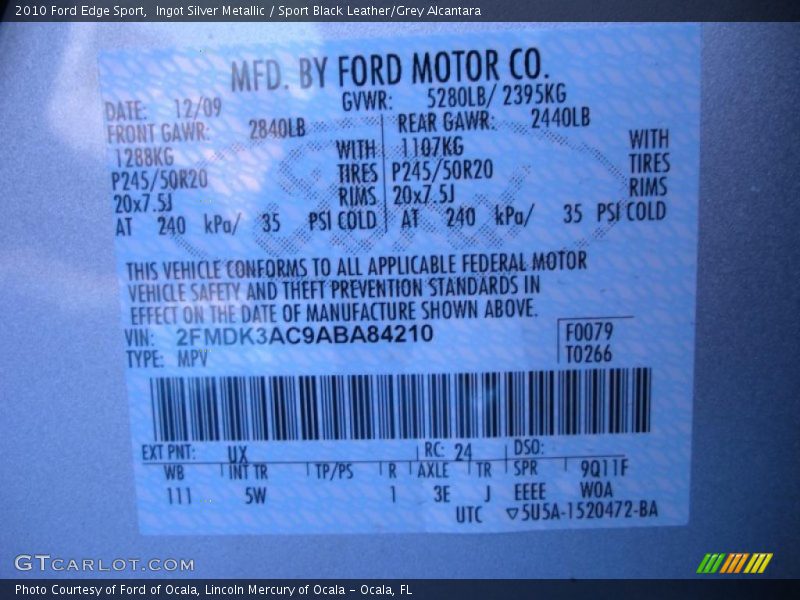 2010 Ford Edge Sport,  Ingot Silver Metallic / Sport Black Leather/Grey Alcantara
MFD. BY FORD MOTOR CO.
DATE: 12/09 GVWR: 5280LB/ 2395KG
FRONT GAWR: 2840LB REAR GAWR: 2440LB
1288KG WITH 1107KG WITH
P245/50R20 TIRES P245/50R20 TIRES
20x7.5J RIMS 20x7.5J RIMS
AT 240 kPa/ 35 PSI COLD AT 240 kPa/ 35 PSI COLD
THIS VEHICLE CONFORMS TO ALL APPLICABLE FEDERAL MOTOR
VEHICLE SAFETY AND THEFT PREVENTION STANDARDS IN
EFFECT ON THE DATE OF MANUFACTURE SHOWN ABOVE.
VIN: 2FMDK3AC9ABA84210 F0079
TYPE: MPV T0266
EXT PNT: UX RC: 24 DSO:
WB INT TR TP/PS R AXLE TR SPR 9Q11F
111 5W 1 3E J EEEE WOA
UTC ▽5U5A-1520472-BA
GTCARLOT.COM
Photo Courtesy of Ford of Ocala, Lincoln Mercury of Ocala – Ocala, FL